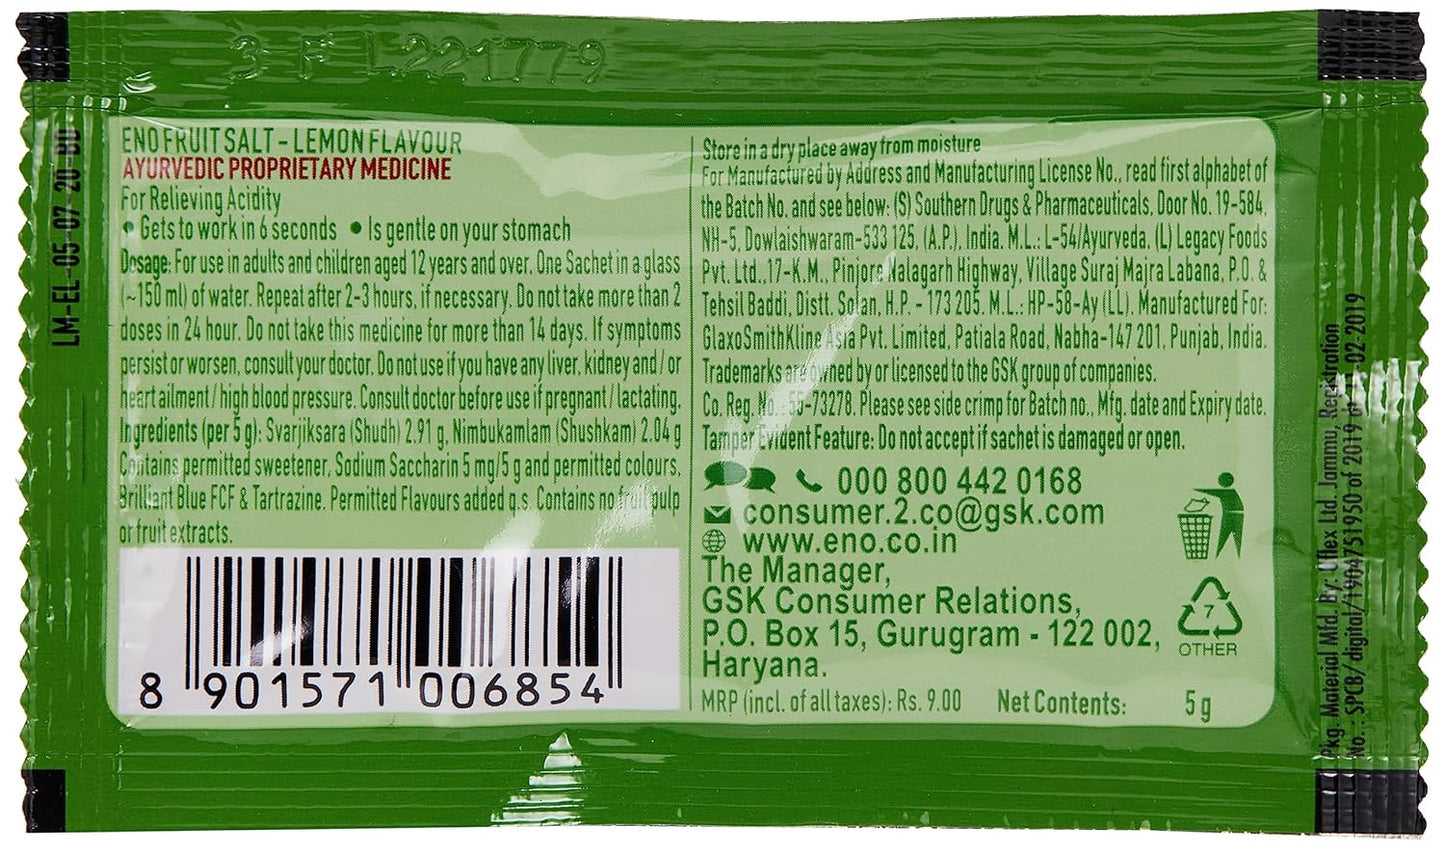 3 F L221779
LM-EL-05-07 20-BD
ENO FRUIT SALT - LEMON FLAVOUR
AYURVEDIC PROPRIETARY MEDICINE
For Relieving Acidity
• Gets to work in 6 seconds • Is gentle on your stomach
Dosage: For use in adults and children aged 12 years and over. One Sachet in a glass
(~150 ml) of water. Repeat after 2-3 hours, if necessary. Do not take more than 2
doses in 24 hour. Do not take this medicine for more than 14 days. If symptoms
persist or worsen, consult your doctor. Do not use if you have any liver, kidney and / or
heart ailment / high blood pressure. Consult doctor before use if pregnant / lactating.
Ingredients (per 5 g): Svarjiksara (Shudh) 2.91 g, Nimbukamlam (Shushkam) 2.04 g
Contains permitted sweetener, Sodium Saccharin 5 mg/5 g and permitted colours,
Brilliant Blue FCF & Tartrazine. Permitted Flavours added q.s. Contains no fruit pulp
or fruit extracts.
8 901571 006854
Store in a dry place away from moisture
For Manufactured by Address and Manufacturing License No., read first alphabet of
the Batch No. and see below: (S) Southern Drugs & Pharmaceuticals, Door No. 19-584,
NH-5, Dowlaishwaram-533 125, (A.P.), India. M.L.: L-54/Ayurveda. (L) Legacy Foods
Pvt. Ltd.,17-K.M., Pinjore Nalagarh Highway, Village Suraj Majra Labana, P.O. &
Tehsil Baddi, Distt. Solan, H.P. - 173 205. M.L.: HP-58-Ay (LL). Manufactured For:
GlaxoSmithKline Asia Pvt. Limited, Patiala Road, Nabha-147 201, Punjab, India.
Trademarks are owned by or licensed to the GSK group of companies.
Co. Reg. No.: 55-73278. Please see side crimp for Batch no., Mfg. date and Expiry date.
Tamper Evident Feature: Do not accept if sachet is damaged or open.
000 800 442 0168
consumer.2.co@gsk.com
www.eno.co.in
The Manager,
GSK Consumer Relations,
P.O. Box 15, Gurugram - 122 002,
Haryana.
MRP (incl. of all taxes): Rs. 9.00 Net Contents: 5 g
7
OTHER
Pkg. Material Mfd. By: Uflex Ltd. Jammu, Registration
No.: SPCB/digital/1904751950 of 2019 of 11-02-2019